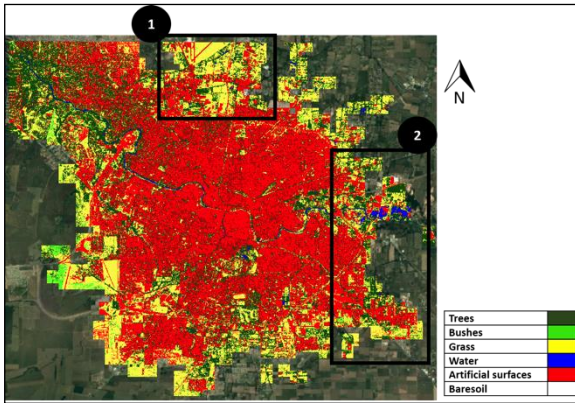 1
N
2
Trees
Bushes
Grass
Water
Artificial surfaces
Baresoil